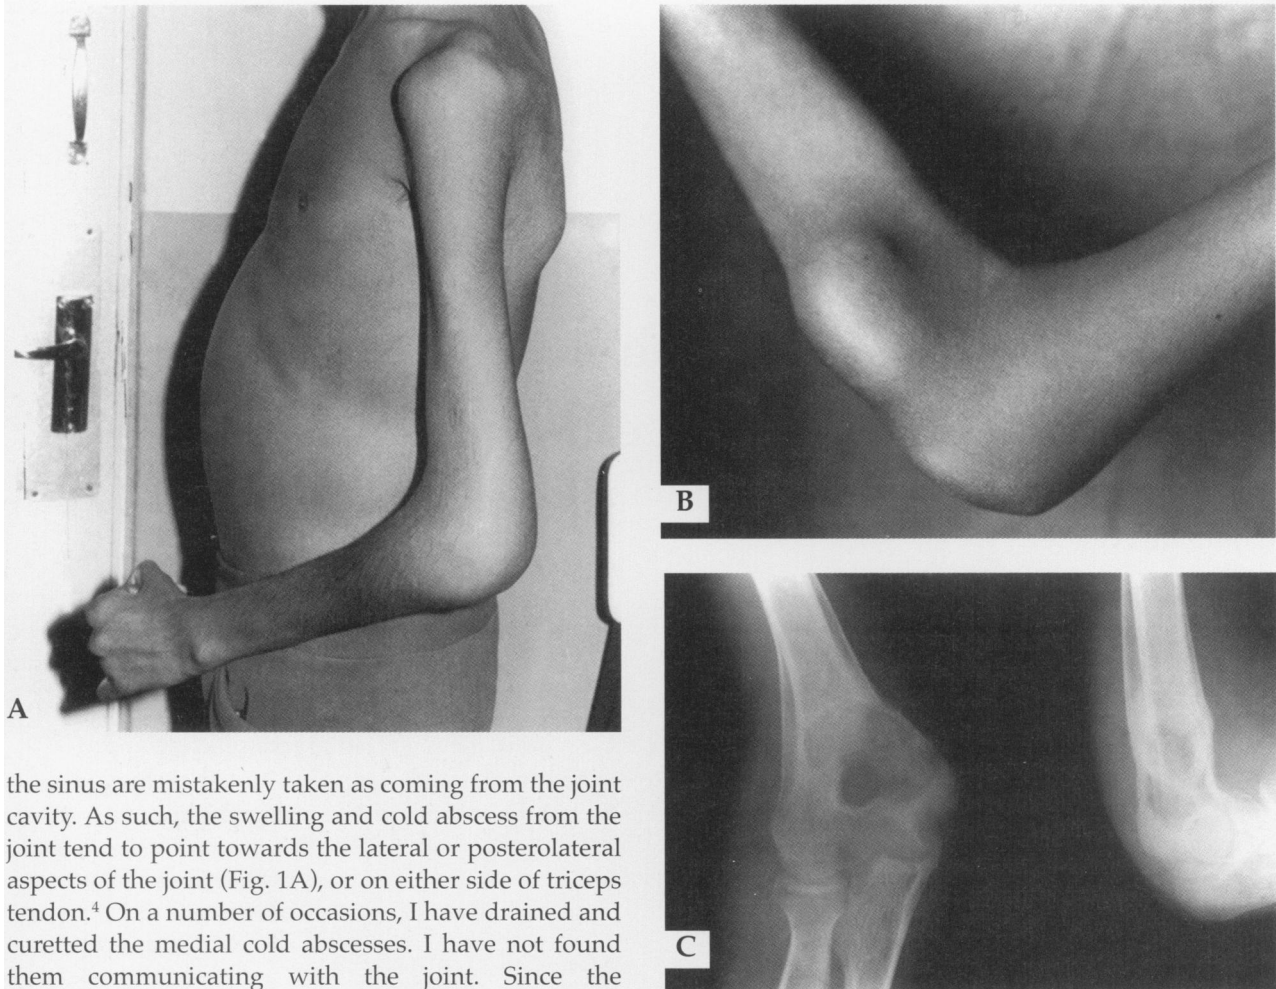 A
B
C
the sinus are mistakenly taken as coming from the joint
cavity. As such, the swelling and cold abscess from the
joint tend to point towards the lateral or posterolateral
aspects of the joint (Fig. 1A), or on either side of triceps
tendon.⁴ On a number of occasions, I have drained and
curetted the medial cold abscesses. I have not found
them communicating with the joint. Since the